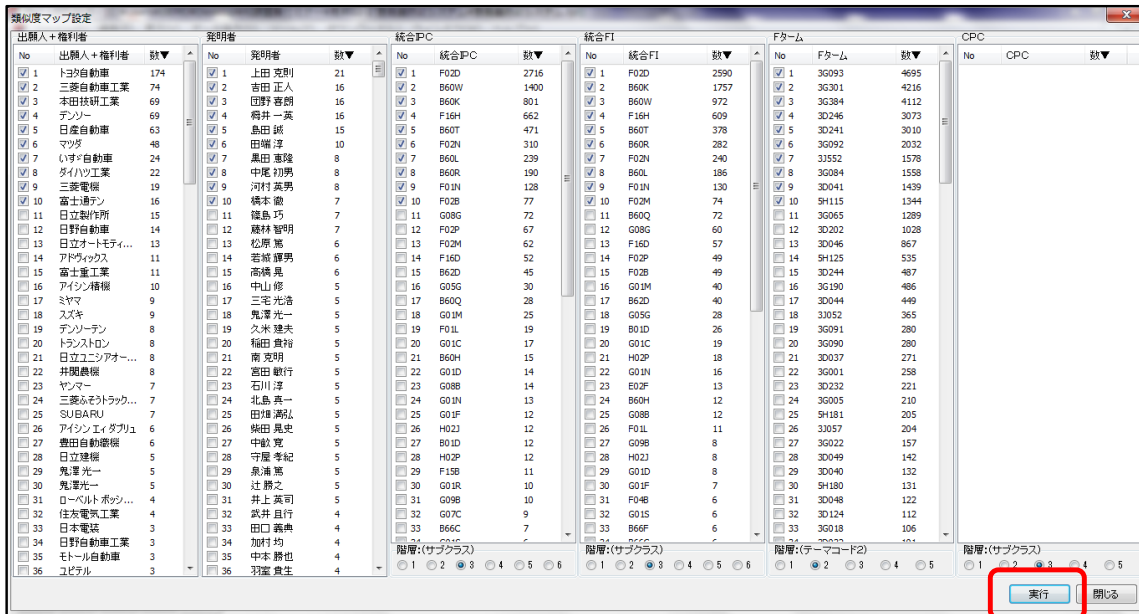 類似度マップ設定
出願人+権利者 発明者 統合IPC 統合FI Fターム CPC
No 出願人+権利者 数▼ No 発明者 数▼ No 統合IPC 数▼ No 統合FI 数▼ No Fターム 数▼ No CPC 数▼
1 トヨタ自動車 174 1 上田 克則 21 1 F02D 2716 1 F02D 2590 1 3G093 4695
2 三菱自動車工業 74 2 吉田 正人 16 2 B60W 1400 2 B60K 1757 2 3G301 4216
3 本田技研工業 69 3 団野 喜朗 16 3 B60K 801 3 B60W 972 3 3G384 4112
4 デンソー 69 4 舜井 一英 16 4 F16H 662 4 F16H 609 4 3D246 3073
5 日産自動車 63 5 島田 誠 15 5 B60T 471 5 B60T 378 5 3D241 3010
6 マツダ 48 6 田端 淳 10 6 F02N 310 6 B60R 282 6 3G092 2032
7 いすゞ自動車 24 7 黒田 恵隆 8 7 B60L 239 7 F02N 240 7 3J552 1578
8 ダイハツ工業 22 8 中尾 初男 8 8 B60R 190 8 B60L 186 8 3G084 1558
9 三菱電機 19 9 河村 英男 8 9 F01N 128 9 F01N 130 9 3D041 1439
10 富士通テン 16 10 橋本 徹 7 10 F02B 77 10 F02M 74 10 5H115 1344
11 日立製作所 15 11 篠島 巧 7 11 G08G 72 11 B60Q 72 11 3G065 1289
12 日野自動車 14 12 藤林 智明 7 12 F02P 67 12 G08G 60 12 3D202 1028
13 日立オートモティ... 13 13 松原 篤 6 13 F02M 62 13 F16D 57 13 3D046 867
14 アドヴィックス 11 14 若城 輝男 6 14 F16D 52 14 F02P 49 14 5H125 535
15 富士重工業 11 15 高橋 晃 6 15 B62D 45 15 F02B 49 15 3D244 487
16 アイシン精機 10 16 中山 修 5 16 G05G 30 16 G01M 40 16 3G190 486
17 ミヤマ 9 17 三宅 光浩 5 17 B60Q 28 17 B62D 40 17 3D044 449
18 スズキ 9 18 鬼澤 光一 5 18 G01M 25 18 G05G 28 18 3J052 365
19 デンソーテン 8 19 久米 建夫 5 19 F01L 19 19 B01D 26 19 3G091 280
20 トランストロン 8 20 稲田 貴裕 5 20 G01C 17 20 G01C 19 20 3G090 280
21 日立ユニシアオー... 8 21 南 克明 5 21 B60H 15 21 H02P 18 21 3D037 271
22 井関農機 8 22 宮田 敏行 5 22 G01D 14 22 G01N 16 22 3G001 258
23 ヤンマー 7 23 石川 淳 5 23 G08B 14 23 E02F 13 23 3D232 221
24 三菱ふそうトラック... 7 24 北島 真一 5 24 G01N 13 24 B60H 12 24 3G005 210
25 SUBARU 7 25 田畑 満弘 5 25 G01F 12 25 G08B 12 25 5H181 205
26 アイシン エィ ダブリュ 6 26 柴田 晃史 5 26 H02J 12 26 F01L 11 26 3J057 204
27 豊田自動織機 6 27 中畝 寛 5 27 B01D 12 27 G09B 8 27 3G022 157
28 日立建機 5 28 守屋 孝紀 5 28 H02P 12 28 H02J 8 28 3D049 142
29 鬼澤 光一 5 29 泉浦 篤 5 29 F15B 11 29 G01D 8 29 3D040 132
30 鬼澤光一 5 30 辻 勝之 5 30 G01R 10 30 G01F 7 30 5H180 131
31 ローベルト ボッシ... 4 31 井上 英司 5 31 G09B 10 31 F04B 6 31 3D048 122
32 住友電気工業 4 32 武井 且行 4 32 G07C 9 32 G01S 6 32 3D124 112
33 日本電装 3 33 田口 義典 4 33 B66C 7 33 B66F 6 33 3G018 106
34 日野自動車工業 3 34 加村 均 4
35 モトール自動車 3 35 中本 勝也 4 階層:(サブクラス) 階層:(サブクラス) 階層:(テーマコード2) 階層:(サブクラス)
36 ユピテル 3 36 羽室 貴生 4 1 2 3 4 5 6 1 2 3 4 5 6 1 2 3 4 5 1 2 3 4 5
実行 閉じる